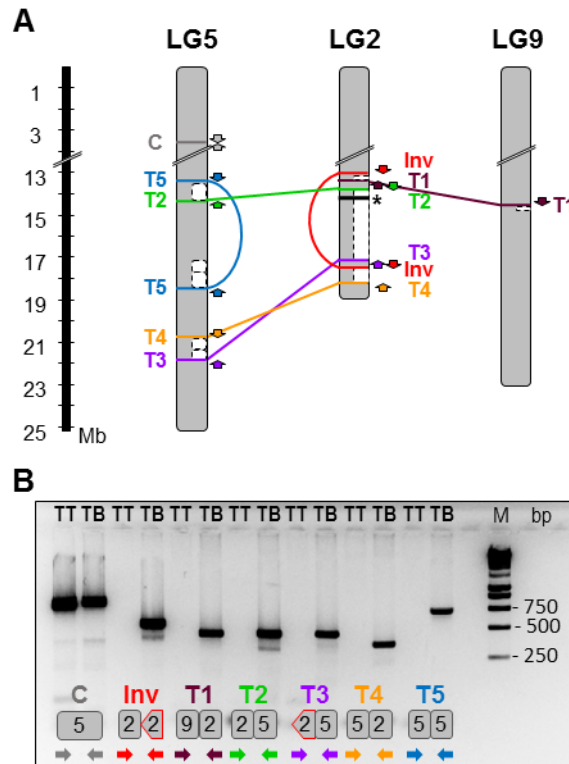 A
LG5 LG2 LG9
1
3
13
15
17
19
21
23
25 Mb
C
T5
T2
T5
T4
T3
Inv
T1
T2
*
T3
Inv
T4
B
TT TB TT TB TT TB TT TB TT TB TT TB TT TB M bp
- 750
- 500
- 250
C Inv T1 T2 T3 T4 T5
5 2 2 9 2 2 5 2 5 5 2 5 5